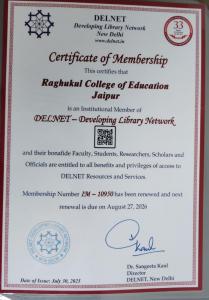 DELNET
Developing Library Network
New Delhi
www.delnet.in
33
Certificate of Membership
This certifies that
Raghukul College of Education
Jaipur
is an Institutional Member of
DELNET – Developing Library Network
and their bonafide Faculty, Students, Researchers, Scholars and
Officials are entitled to all benefits and privileges of access to
DELNET Resources and Services.
Membership Number IM – 10950 has been renewed and next
renewal is due on August 27, 2026
Dr. Sangeeta Kaul
Director
DELNET, New Delhi
Date of Issue: July 30, 2025